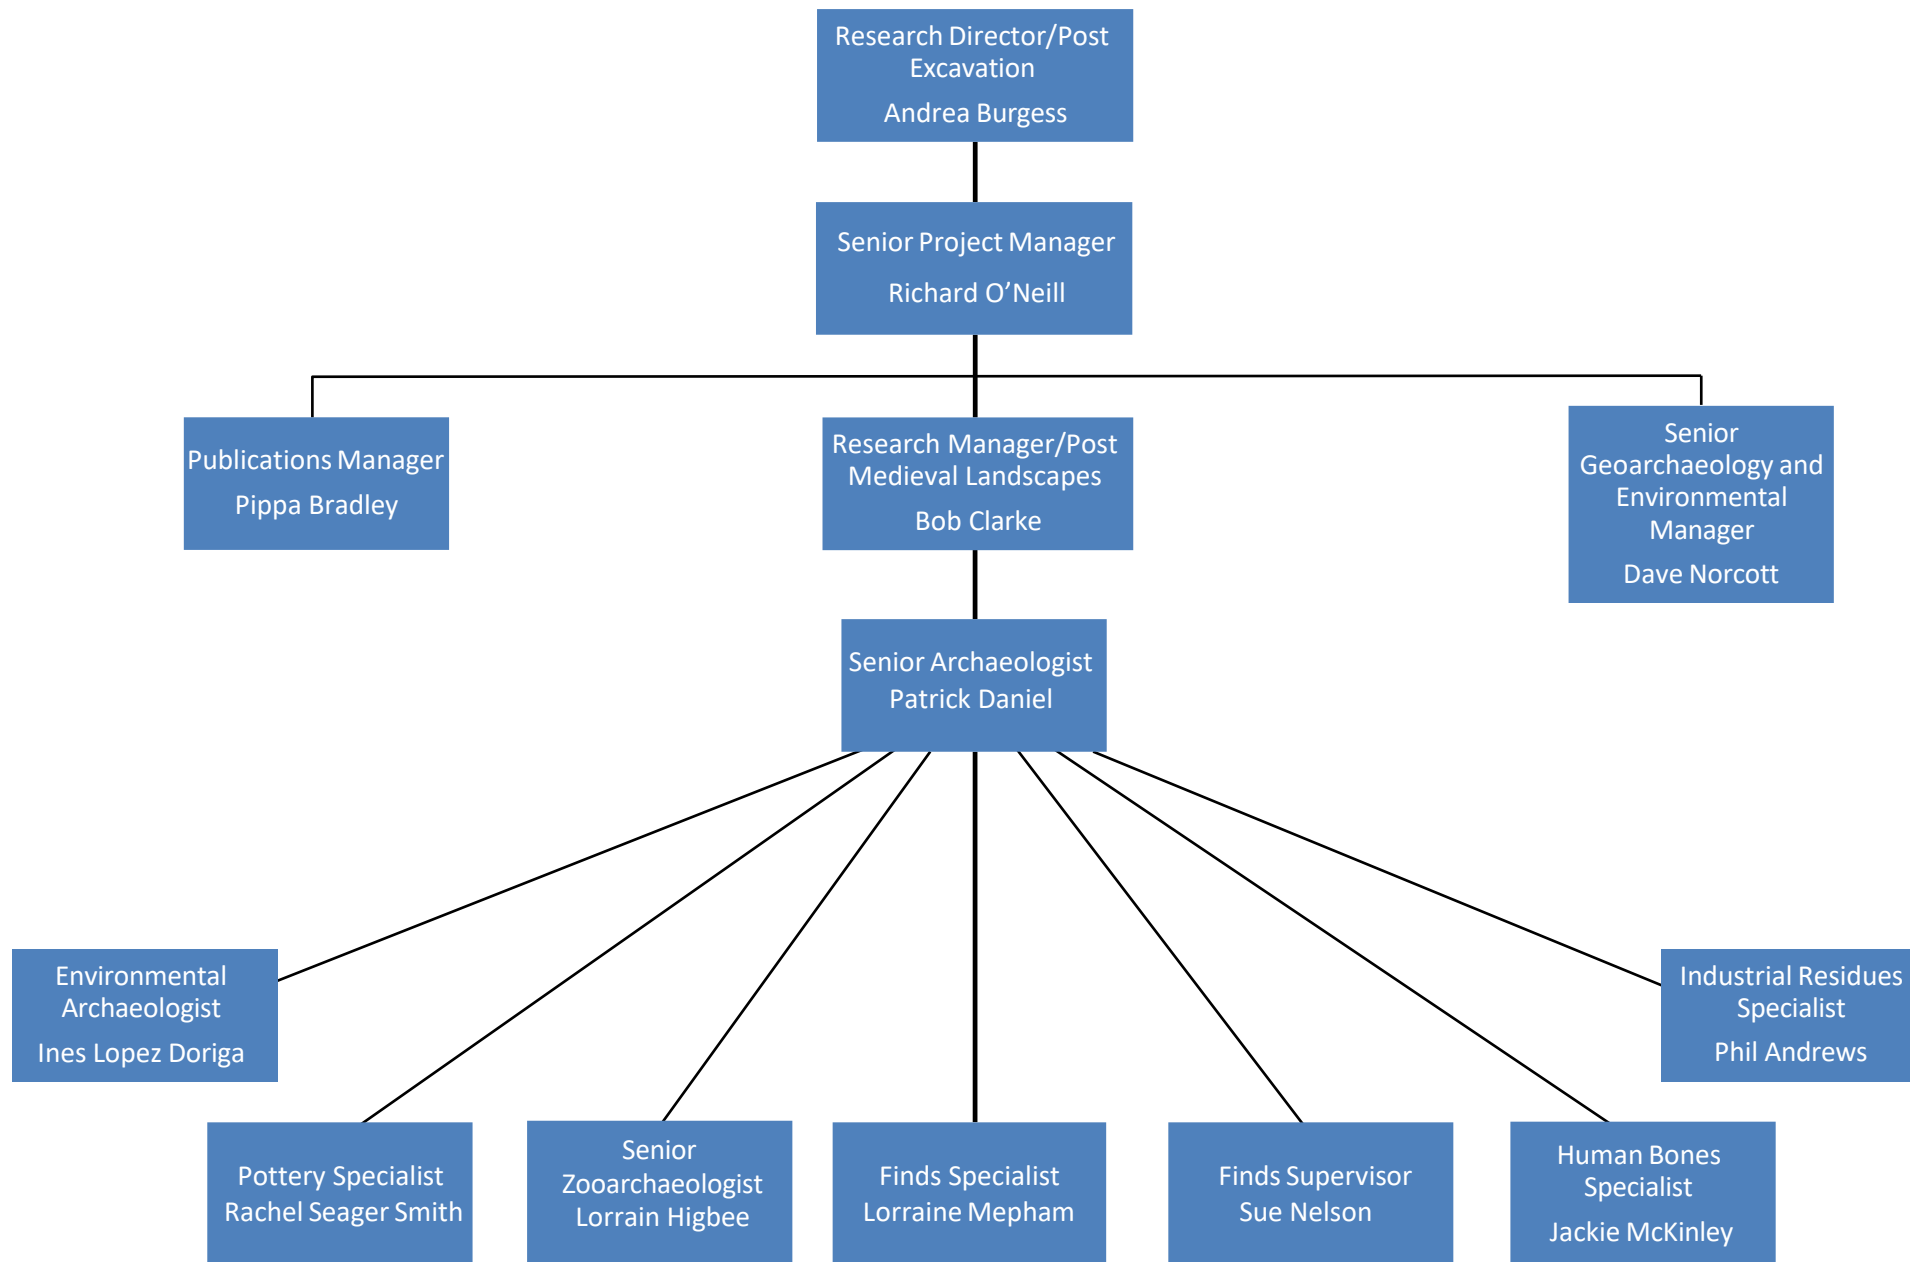 Research Director/Post
Excavation
Andrea Burgess
Senior Project Manager
Richard O’Neill
Publications Manager
Pippa Bradley
Research Manager/Post
Medieval Landscapes
Bob Clarke
Senior
Geoarchaeology and
Environmental
Manager
Dave Norcott
Senior Archaeologist
Patrick Daniel
Environmental
Archaeologist
Ines Lopez Doriga
Industrial Residues
Specialist
Phil Andrews
Pottery Specialist
Rachel Seager Smith
Senior
Zooarchaeologist
Lorrain Higbee
Finds Specialist
Lorraine Mepham
Finds Supervisor
Sue Nelson
Human Bones
Specialist
Jackie McKinley